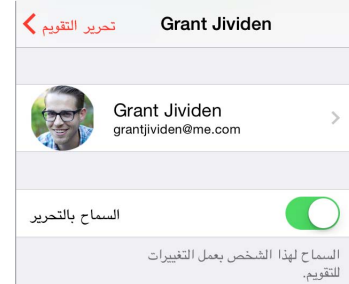 تحرير التقويم
Grant Jividen
Grant Jividen
grantjividen@me.com
السماح بالتحرير
السماح لهذا الشخص بعمل التغييرات
للتقويم.